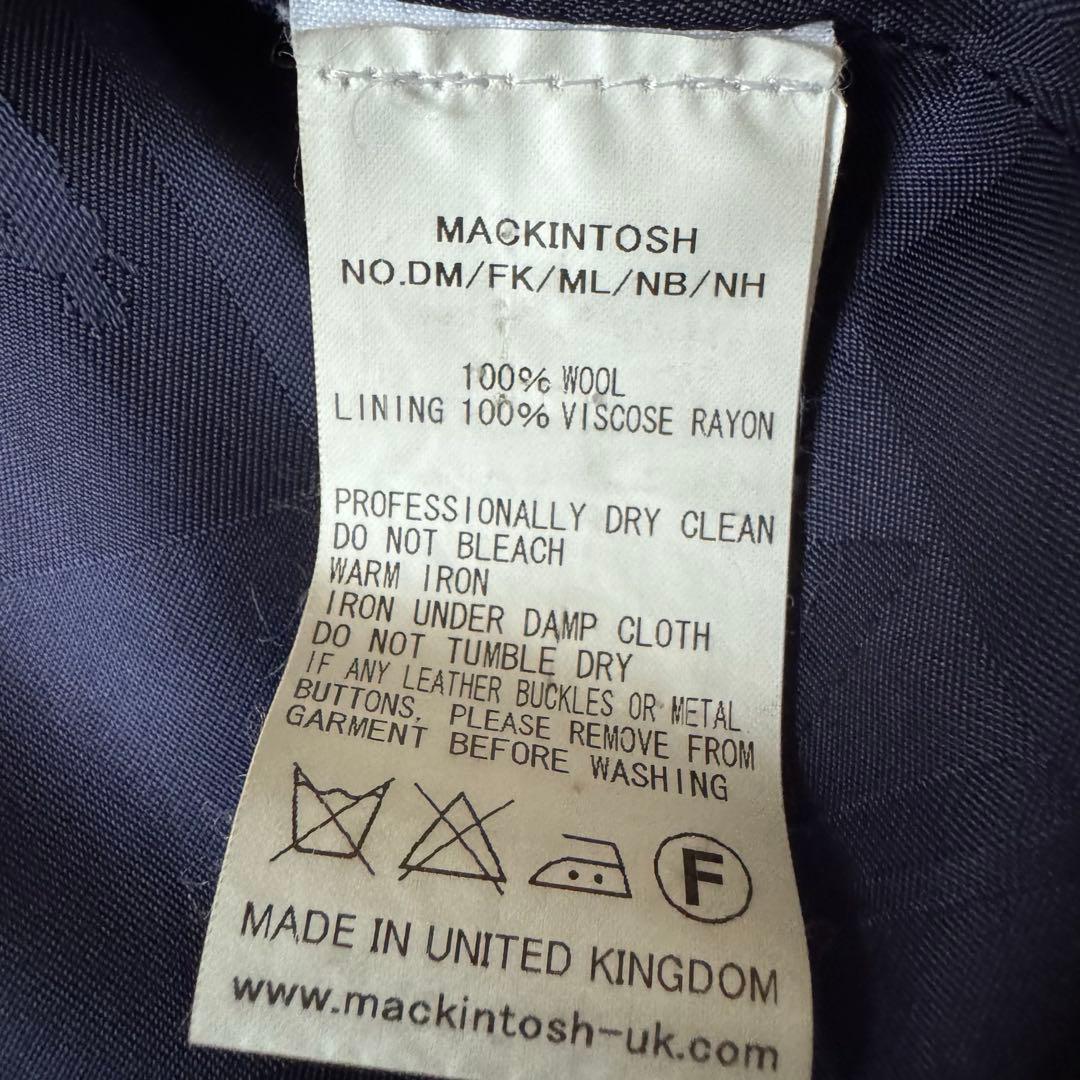 MACKINTOSH
NO.DM/FK/ML/NB/NH
100% WOOL
LINING 100% VISCOSE RAYON
PROFESSIONALLY DRY CLEAN
DO NOT BLEACH
WARM IRON
IRON UNDER DAMP CLOTH
DO NOT TUMBLE DRY
IF ANY LEATHER BUCKLES OR METAL
BUTTONS, PLEASE REMOVE FROM
GARMENT BEFORE WASHING
F
MADE IN UNITED KINGDOM
www.mackintosh-uk.com